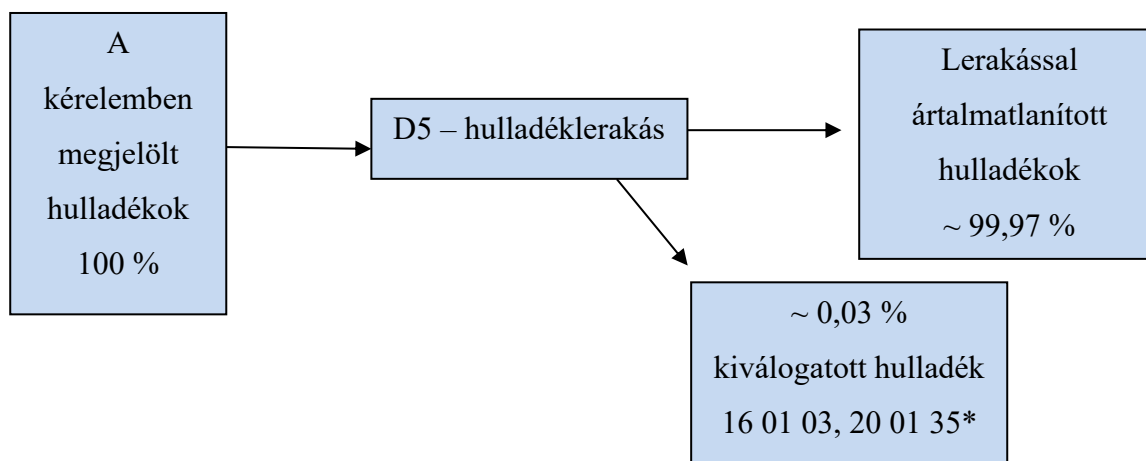 A
kérelemben
megjelölt
hulladékok
100 %
D5 – hulladéklerakás
Lerakással
ártalmatlanított
hulladékok
~ 99,97 %
~ 0,03 %
kiválogatott hulladék
16 01 03, 20 01 35*